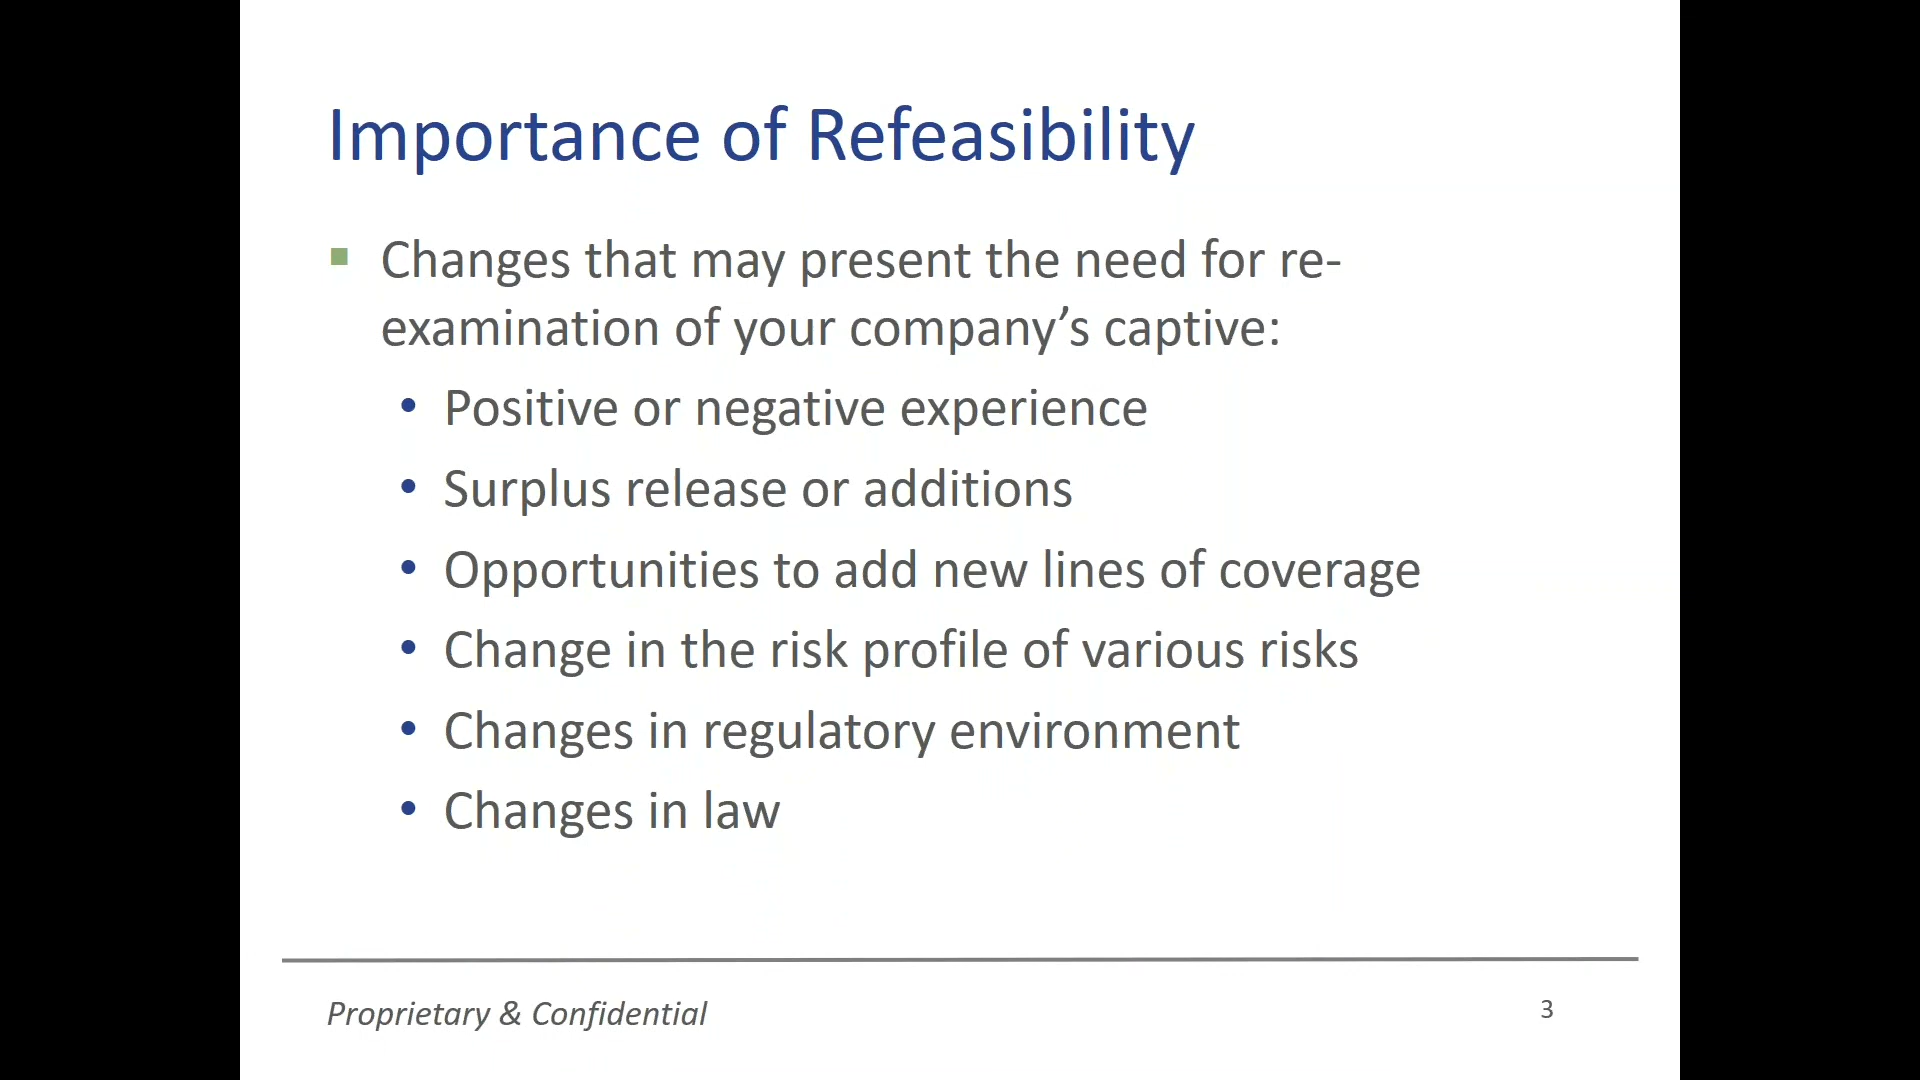 Importance of Refeasibility
▪ Changes that may present the need for re-
examination of your company’s captive:
• Positive or negative experience
• Surplus release or additions
• Opportunities to add new lines of coverage
• Change in the risk profile of various risks
• Changes in regulatory environment
• Changes in law
Proprietary & Confidential
3